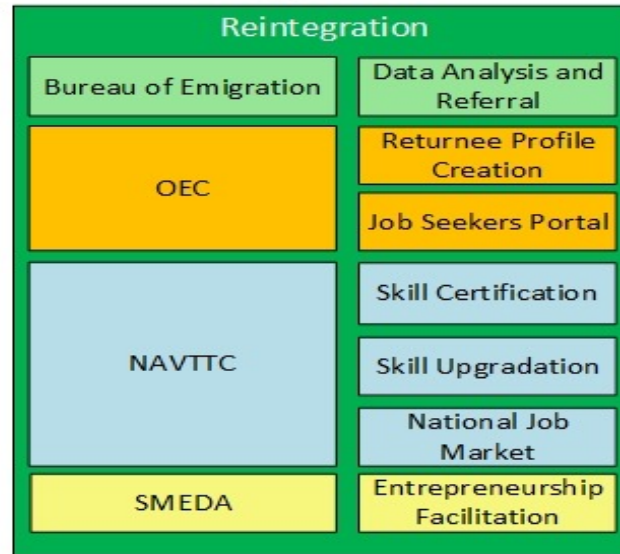 Reintegration
Bureau of Emigration
Data Analysis and
Referral
OEC
Returnee Profile
Creation
Job Seekers Portal
NAVTTC
Skill Certification
Skill Upgradation
National Job
Market
SMEDA
Entrepreneurship
Facilitation